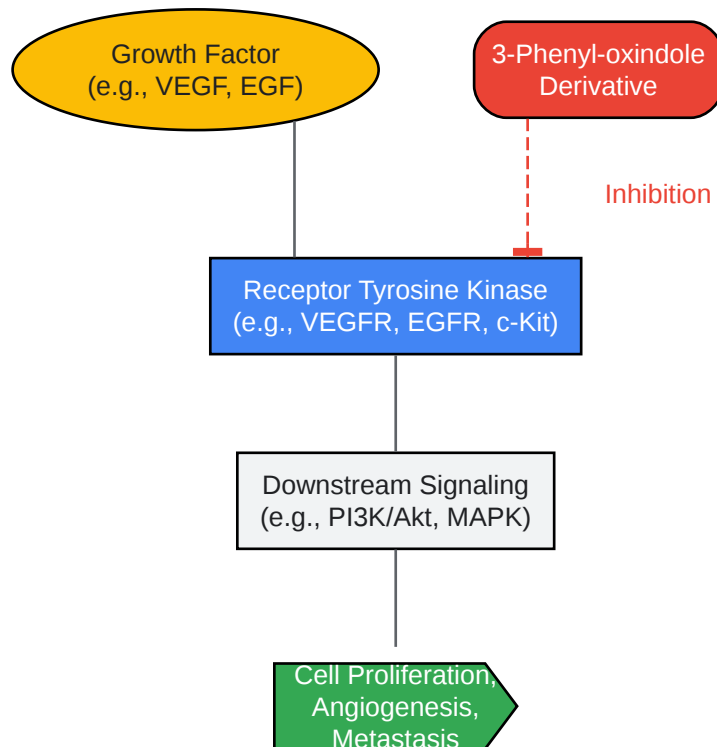 Growth Factor
(e.g., VEGF, EGF)
3-Phenyl-oxindole
Derivative
Inhibition
Receptor Tyrosine Kinase
(e.g., VEGFR, EGFR, c-Kit)
Downstream Signaling
(e.g., PI3K/Akt, MAPK)
Cell Proliferation,
Angiogenesis,
Metastasis